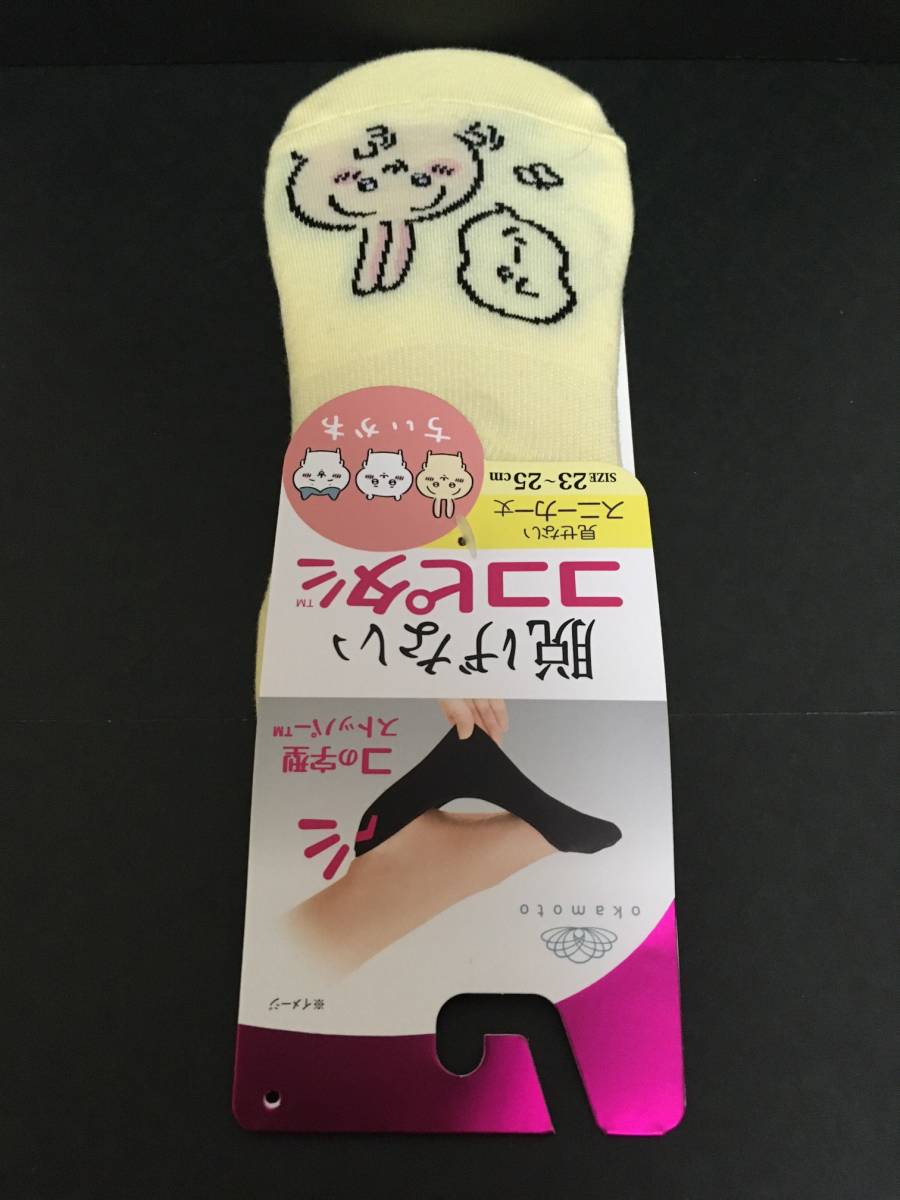 ※イメージ
okamoto
コの字型
ストッパー™
脱げない
ココピタ™
見せない
スニーカー丈
SIZE 23~25cm
ちいかわ